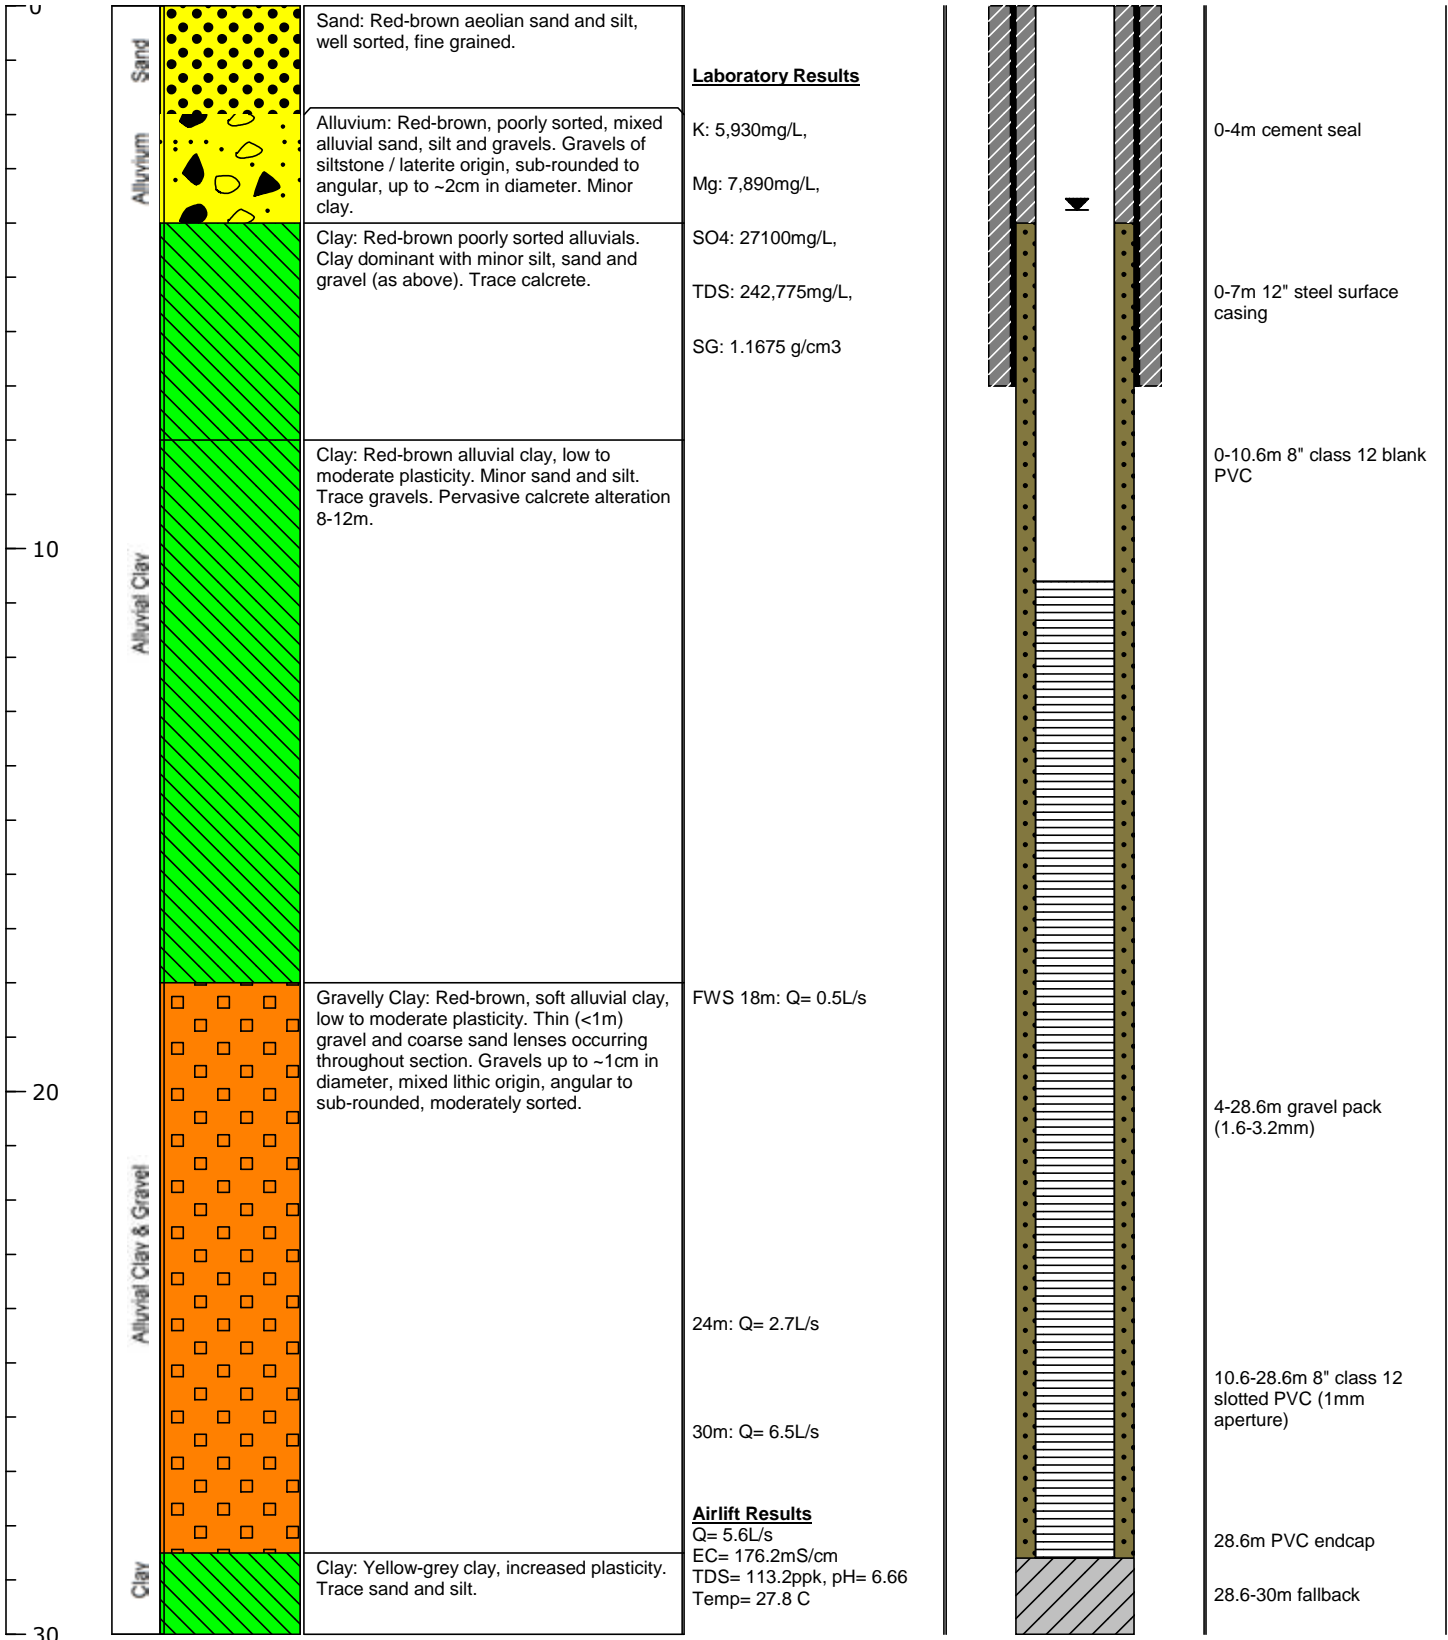 0
10
20
30
Sand
Alluvium
Alluvial Clay
Alluvial Clay & Gravel
Clay
Sand: Red-brown aeolian sand and silt,
well sorted, fine grained.
Alluvium: Red-brown, poorly sorted, mixed
alluvial sand, silt and gravels. Gravels of
siltstone / laterite origin, sub-rounded to
angular, up to ~2cm in diameter. Minor
clay.
Clay: Red-brown poorly sorted alluvials.
Clay dominant with minor silt, sand and
gravel (as above). Trace calcrete.
Clay: Red-brown alluvial clay, low to
moderate plasticity. Minor sand and silt.
Trace gravels. Pervasive calcrete alteration
8-12m.
Gravelly Clay: Red-brown, soft alluvial clay,
low to moderate plasticity. Thin (<1m)
gravel and coarse sand lenses occurring
throughout section. Gravels up to ~1cm in
diameter, mixed lithic origin, angular to
sub-rounded, moderately sorted.
Clay: Yellow-grey clay, increased plasticity.
Trace sand and silt.
Laboratory Results
K: 5,930mg/L,
Mg: 7,890mg/L,
SO4: 27100mg/L,
TDS: 242,775mg/L,
SG: 1.1675 g/cm3
FWS 18m: Q= 0.5L/s
24m: Q= 2.7L/s
30m: Q= 6.5L/s
Airlift Results
Q= 5.6L/s
EC= 176.2mS/cm
TDS= 113.2ppk, pH= 6.66
Temp= 27.8 C
0-4m cement seal
0-7m 12" steel surface
casing
0-10.6m 8" class 12 blank
PVC
4-28.6m gravel pack
(1.6-3.2mm)
10.6-28.6m 8" class 12
slotted PVC (1mm
aperture)
28.6m PVC endcap
28.6-30m fallback